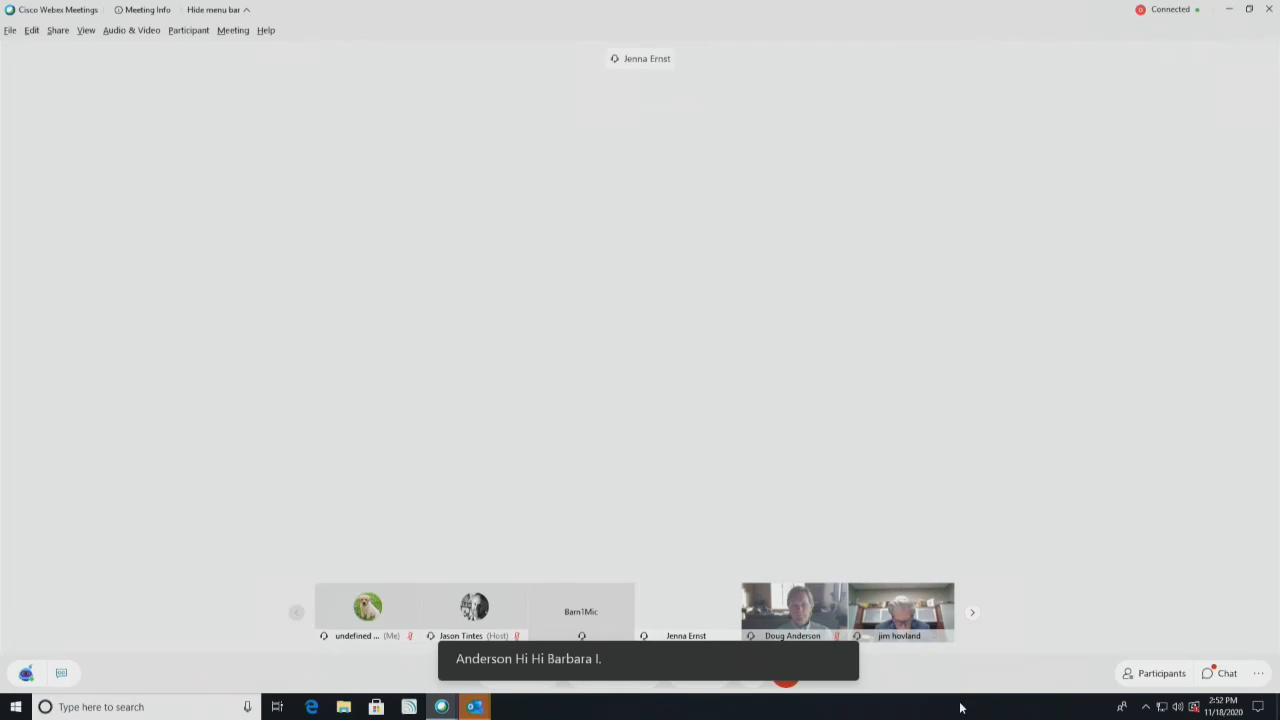 Cisco Webex Meetings Meeting Info Hide menu bar Connected
File Edit Share View Audio & Video Participant Meeting Help
Jenna Ernst
Barn1Mic
undefined ... (Me) Jason Tintes (Host) Jenna Ernst Doug Anderson jim hovland
Anderson Hi Hi Barbara I.
Participants Chat
Type here to search
2:52 PM
11/18/2020